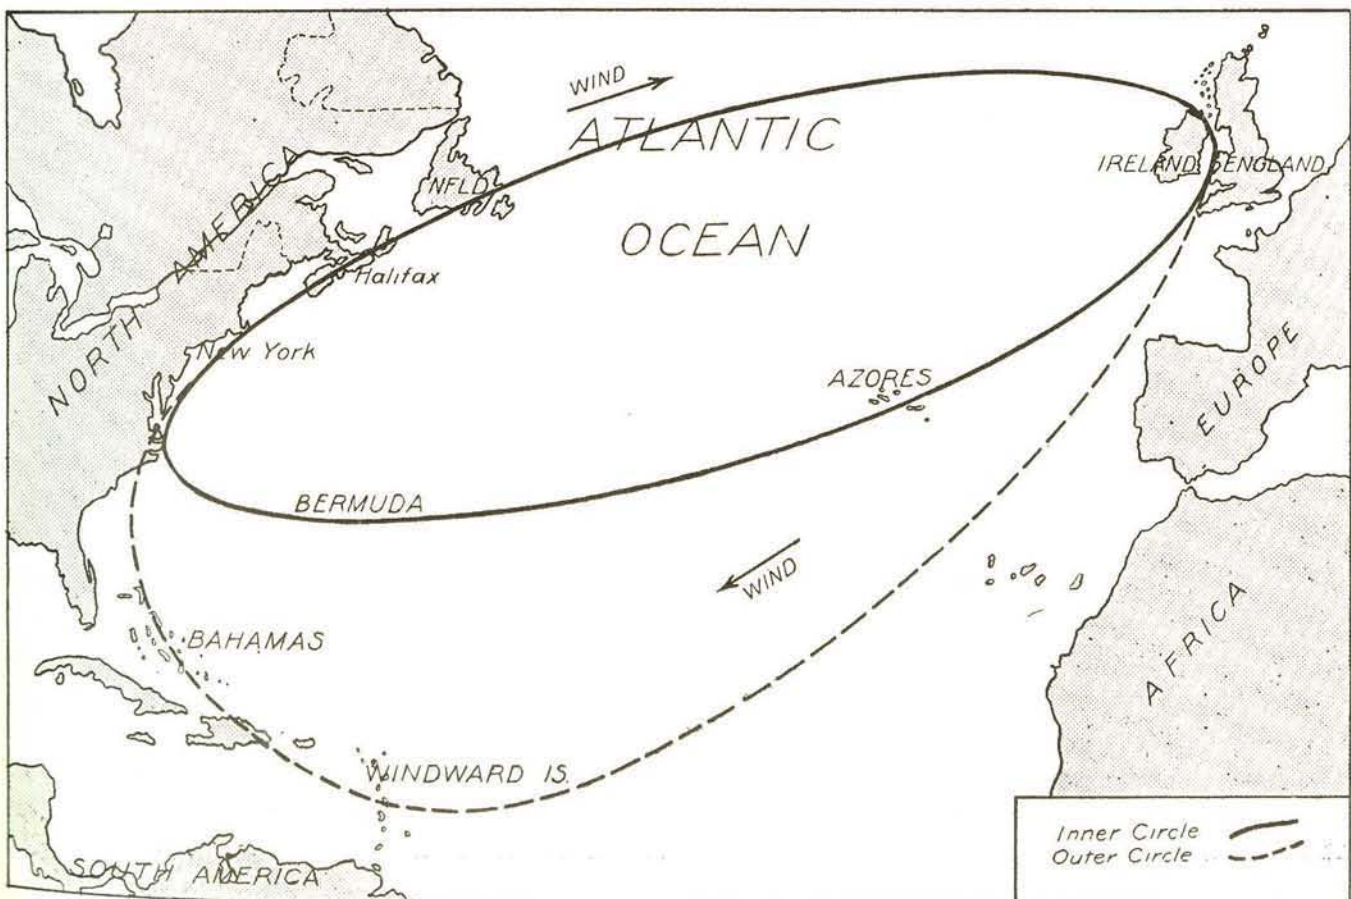 WIND
ATLANTIC
OCEAN
NFLD
IRELAND
ENGLAND
NORTH AMERICA
Halifax
New York
AZORES
EUROPE
BERMUDA
WIND
AFRICA
BAHAMAS
WINDWARD IS.
SOUTH AMERICA
Inner Circle
Outer Circle